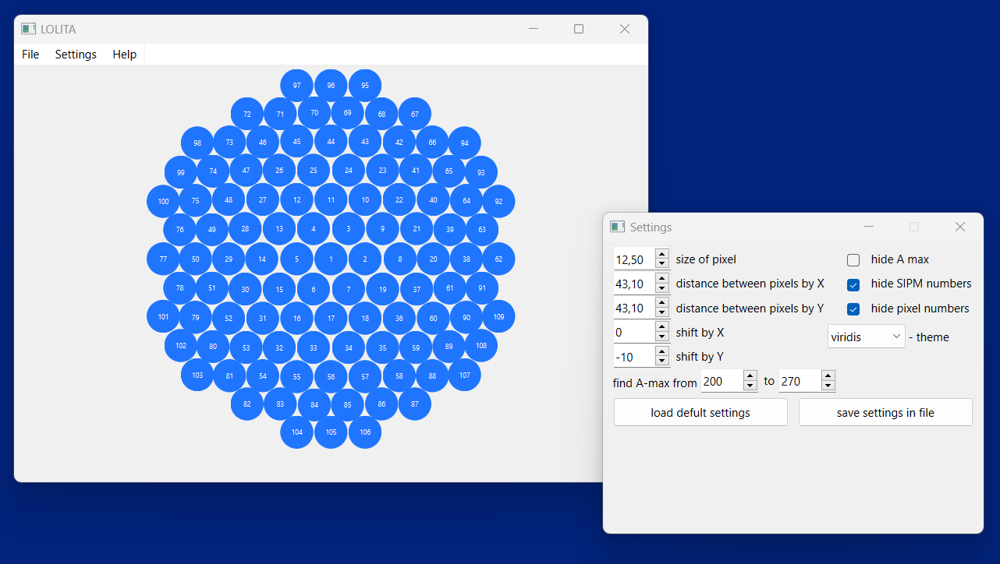 LOLITA
File Settings Help
97 96 95
72 71 70 69 68 67
98 73 46 45 44 43 42 66 94
99 74 47 26 25 24 23 41 65 93
100 75 48 27 12 11 10 22 40 64 92
76 49 28 13 4 3 9 21 39 63
77 50 29 14 5 1 2 8 20 38 62
78 51 30 15 6 7 19 37 61 91
101 79 52 31 16 17 18 36 60 90 109
102 80 53 32 33 34 35 59 89 108
103 81 54 55 56 57 58 88 107
82 83 84 85 86 87
104 105 106
Settings
12,50 size of pixel
hide A max
43,10 distance between pixels by X
hide SIPM numbers
43,10 distance between pixels by Y
hide pixel numbers
0 shift by X
viridis - theme
-10 shift by Y
find A-max from 200 to 270
load defult settings
save settings in file